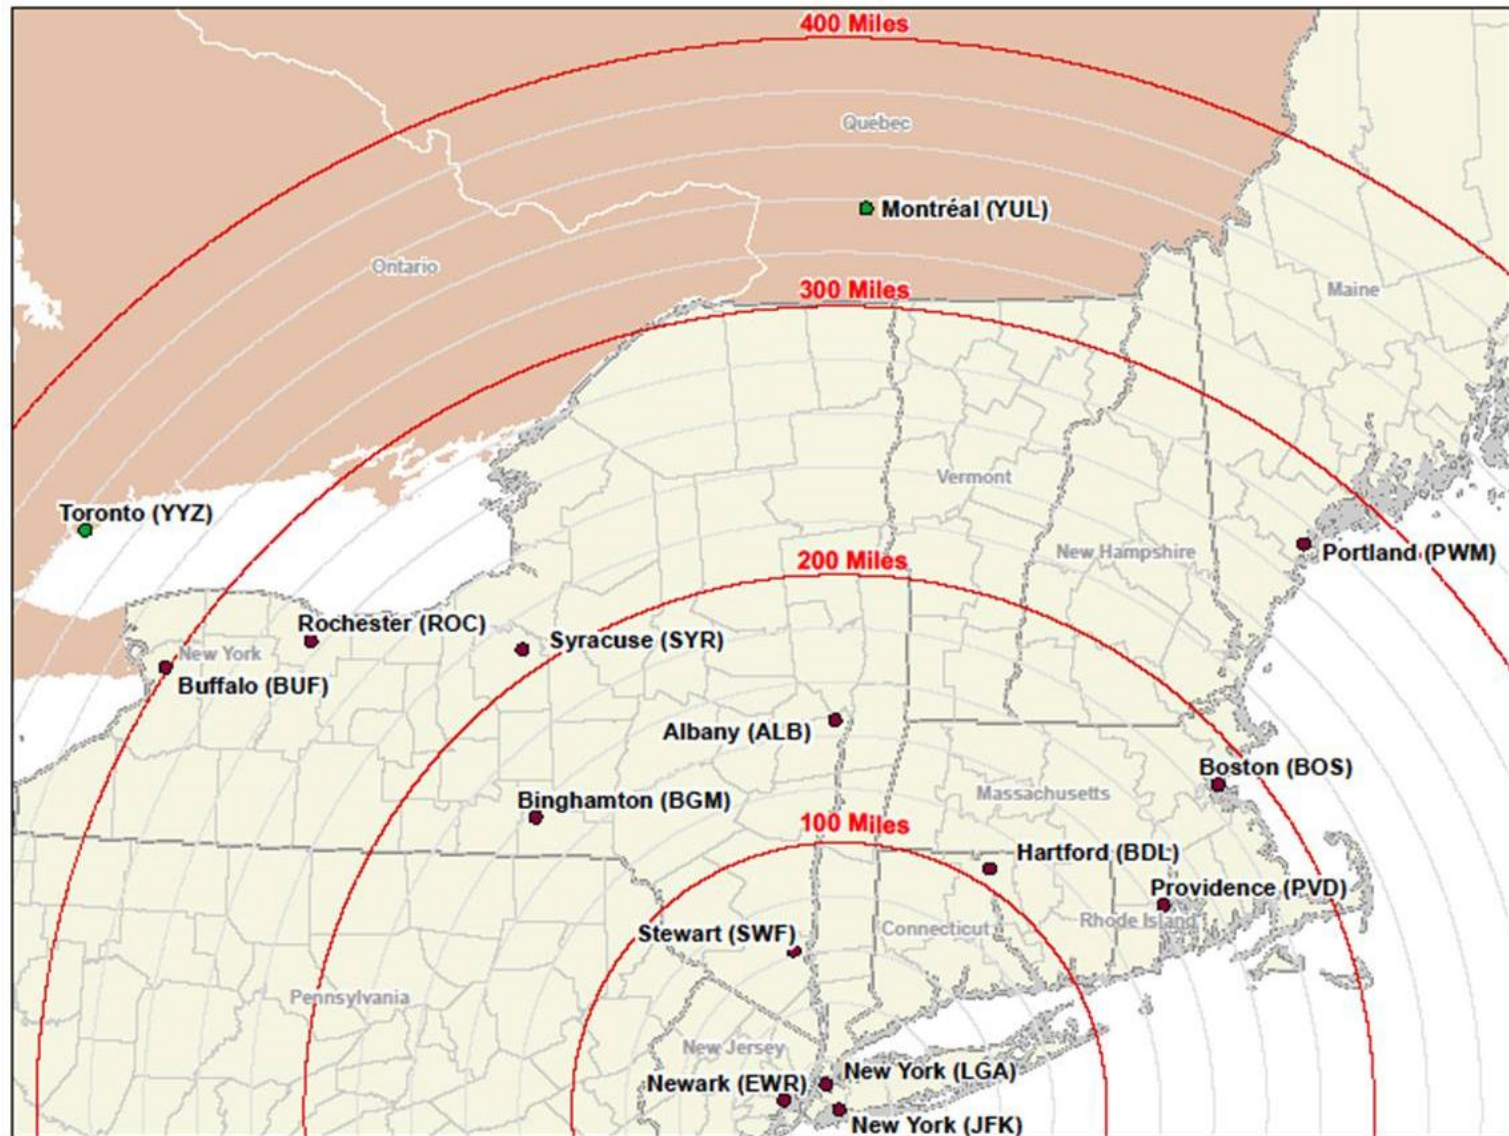 400 Miles
Québec
Montréal (YUL)
Ontario
300 Miles
Maine
Vermont
Toronto (YYZ)
New Hampshire
Portland (PWM)
200 Miles
Rochester (ROC)
Syracuse (SYR)
New York
Buffalo (BUF)
Albany (ALB)
Boston (BOS)
Massachusetts
Binghamton (BGM)
100 Miles
Hartford (BDL)
Providence (PVD)
Rhode Island
Connecticut
Stewart (SWF)
Pennsylvania
New Jersey
New York (LGA)
Newark (EWR)
New York (JFK)